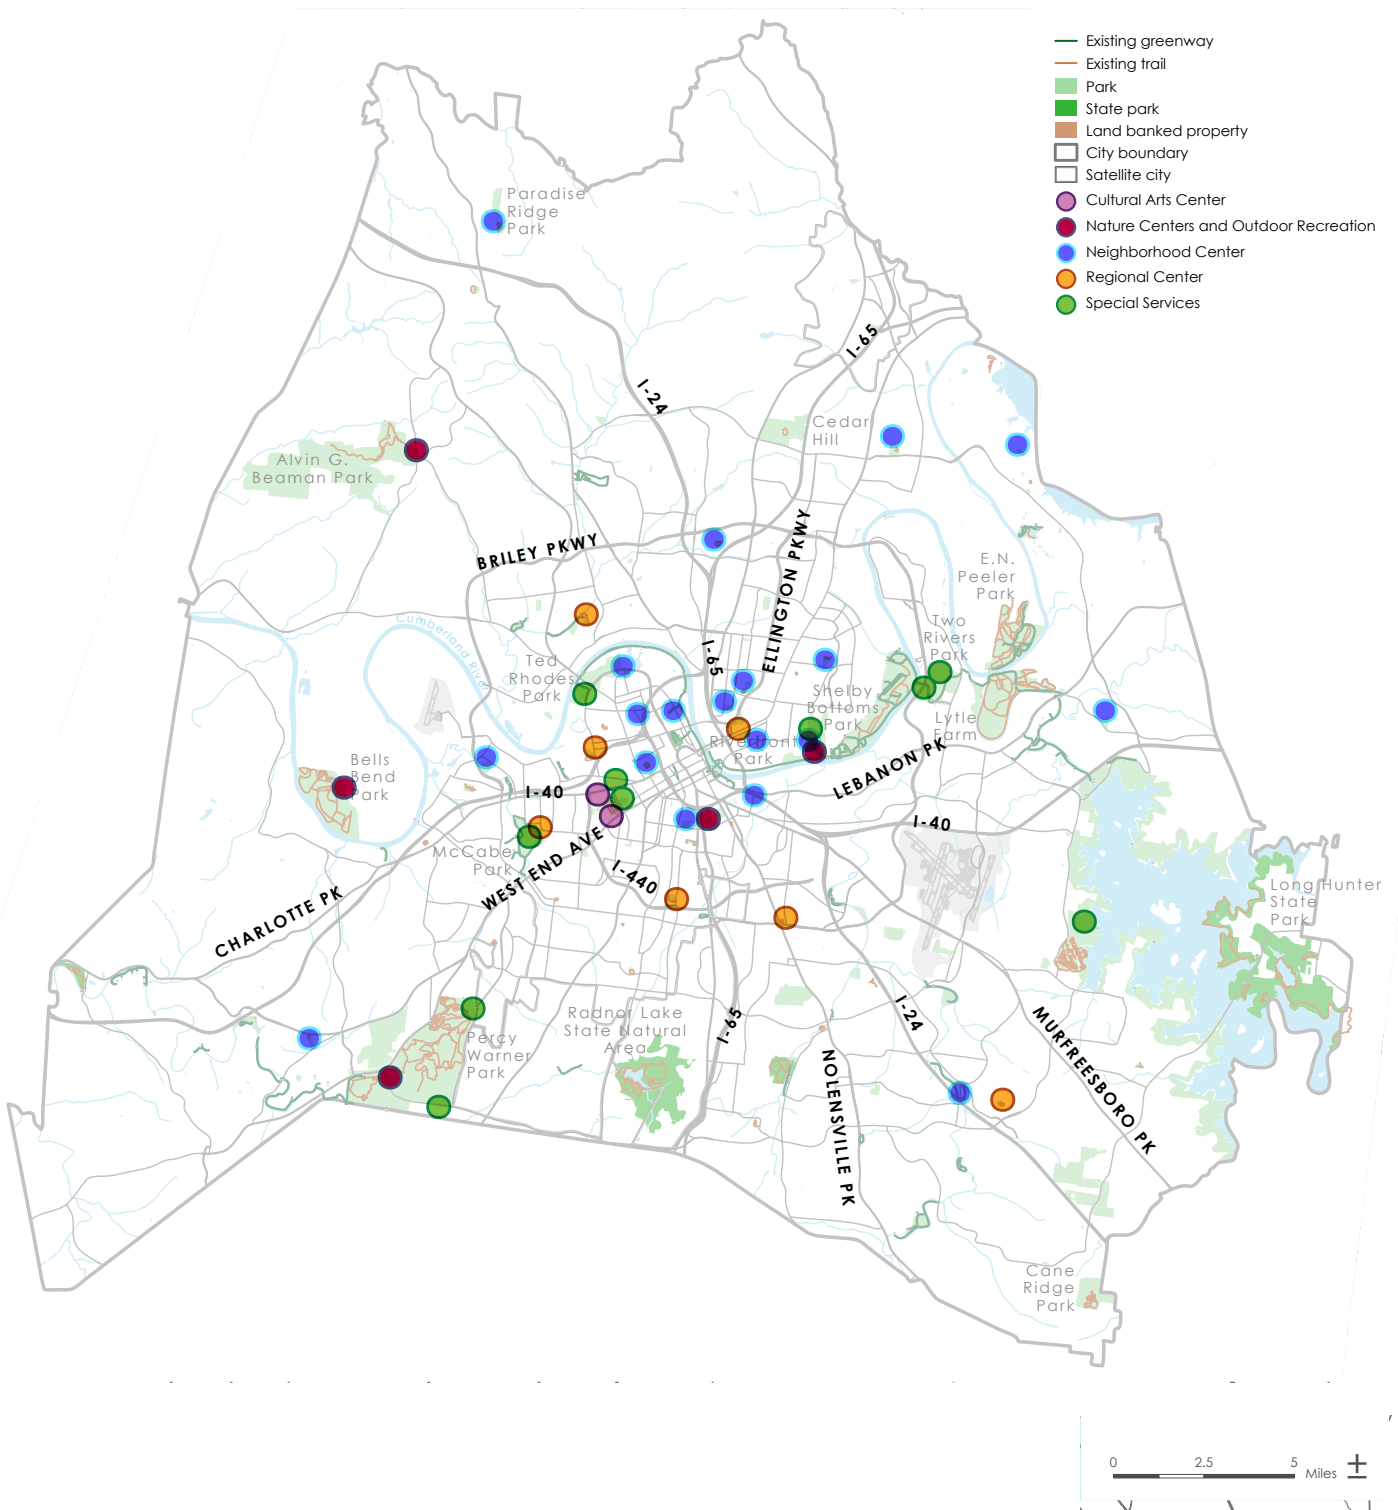 Existing greenway
Existing trail
Park
State park
Land banked property
City boundary
Satellite city
Cultural Arts Center
Nature Centers and Outdoor Recreation
Neighborhood Center
Regional Center
Special Services
Paradise
Ridge
Park
I-65
I-24
Cedar
Hill
Alvin G.
Beaman Park
BRILEY PKWY
ELLINGTON PKWY
E.N.
Peeler
Park
Cumberland River
Two
Rivers
Park
I-65
Ted
Rhodes
Park
Shelby
Bottoms
Park
Lytle
Farm
Riverfront
Park
LEBANON PK
Bells
Bend
Park
I-40
I-40
McCabe
Park
WEST END AVE
I-440
CHARLOTTE PK
Long Hunter
State
Park
Radnor Lake
State Natural
Area
I-65
I-24
MURFREESBORO PK
Percy
Warner
Park
NOLENSVILLE PK
Cane
Ridge
Park
0 2.5 5
Miles